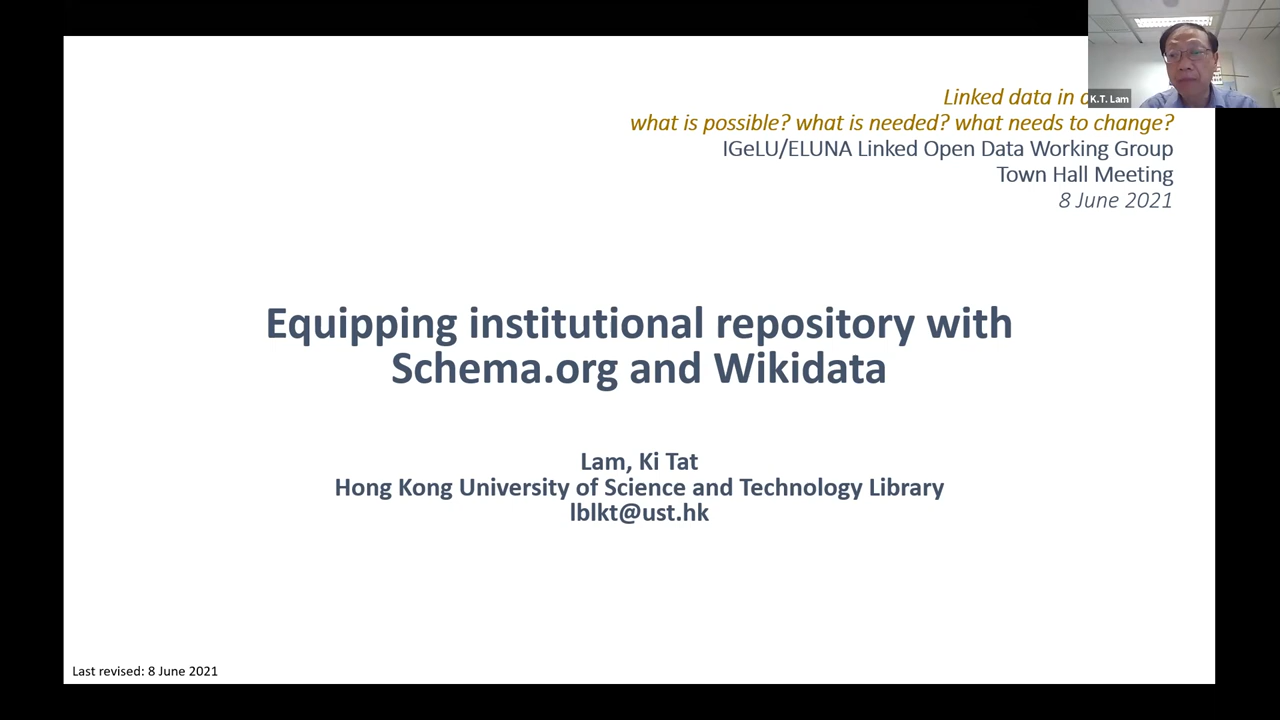 Linked data in
K.T. Lam
what is possible? what is needed? what needs to change?
IGeLU/ELUNA Linked Open Data Working Group
Town Hall Meeting
8 June 2021
Equipping institutional repository with
Schema.org and Wikidata
Lam, Ki Tat
Hong Kong University of Science and Technology Library
lblkt@ust.hk
Last revised: 8 June 2021